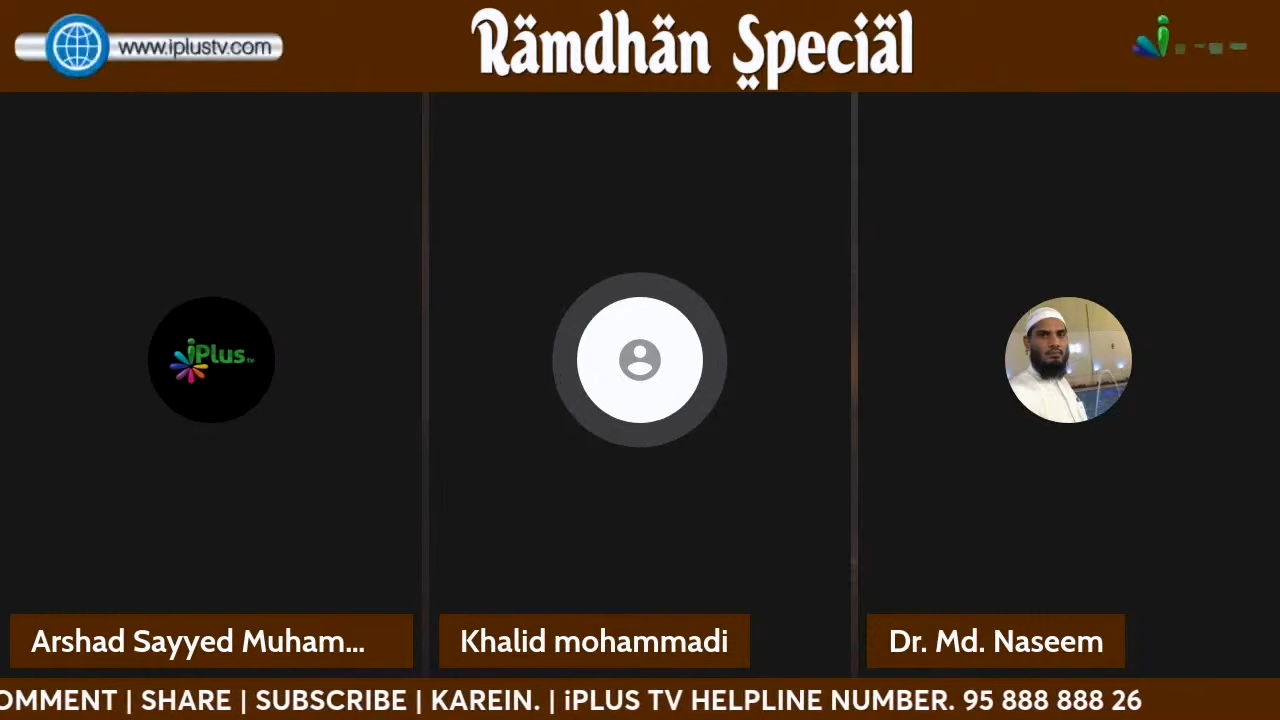 www.iplustv.com
Rämdhän Speciäl
iPlus tv
Arshad Sayyed Muham...
Khalid mohammadi
Dr. Md. Naseem
OMMENT | SHARE | SUBSCRIBE | KAREIN. | iPLUS TV HELPLINE NUMBER. 95 888 888 26